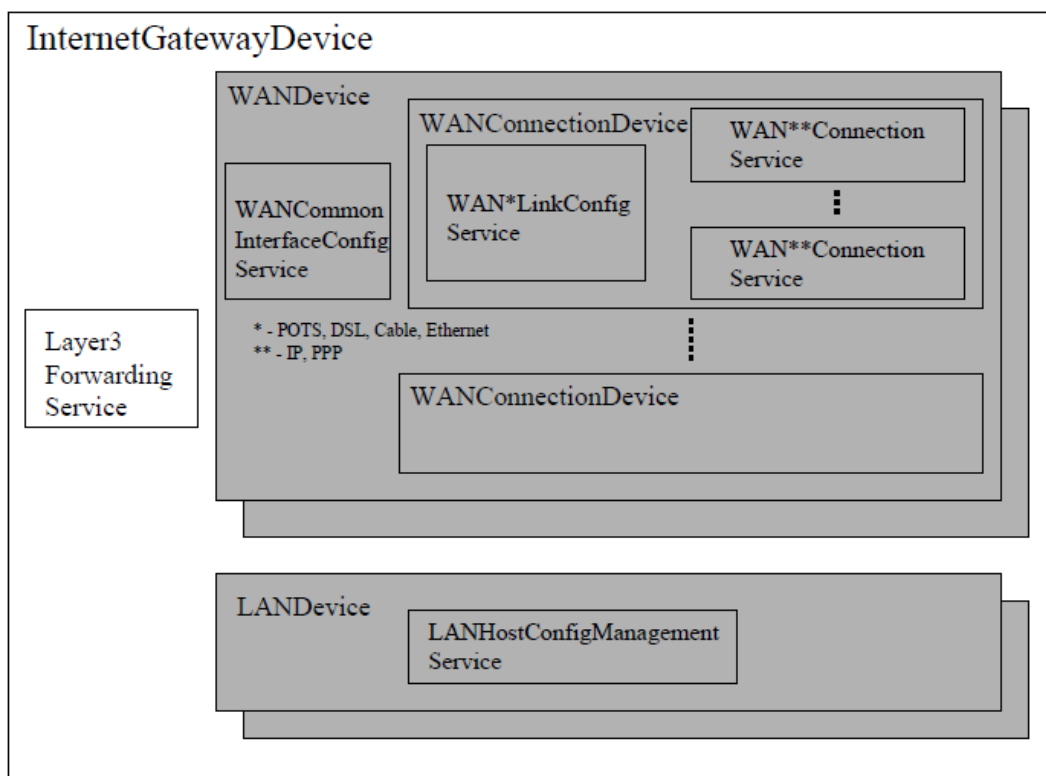 InternetGatewayDevice
WANDevice
WANConnectionDevice
WAN**Connection
Service
WAN*LinkConfig
Service
WANCommon
InterfaceConfig
Service
WAN**Connection
Service
* - POTS, DSL, Cable, Ethernet
** - IP, PPP
Layer3
Forwarding
Service
WANConnectionDevice
LANDevice
LANHostConfigManagement
Service